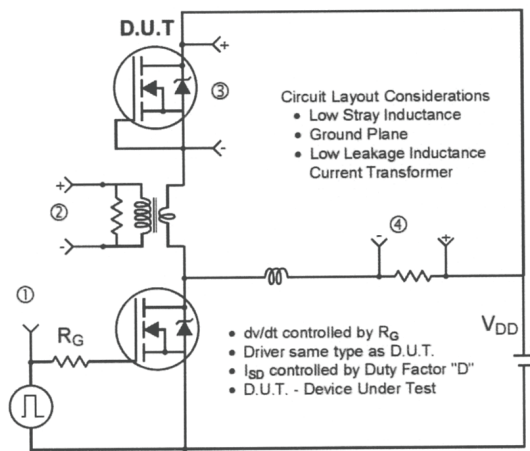 D.U.T
+
③
-
Circuit Layout Considerations
• Low Stray Inductance
• Ground Plane
• Low Leakage Inductance
Current Transformer
+
②
-
-
④
+
①
R_G
V_DD
• dv/dt controlled by R_G
• Driver same type as D.U.T.
• I_SD controlled by Duty Factor "D"
• D.U.T. - Device Under Test